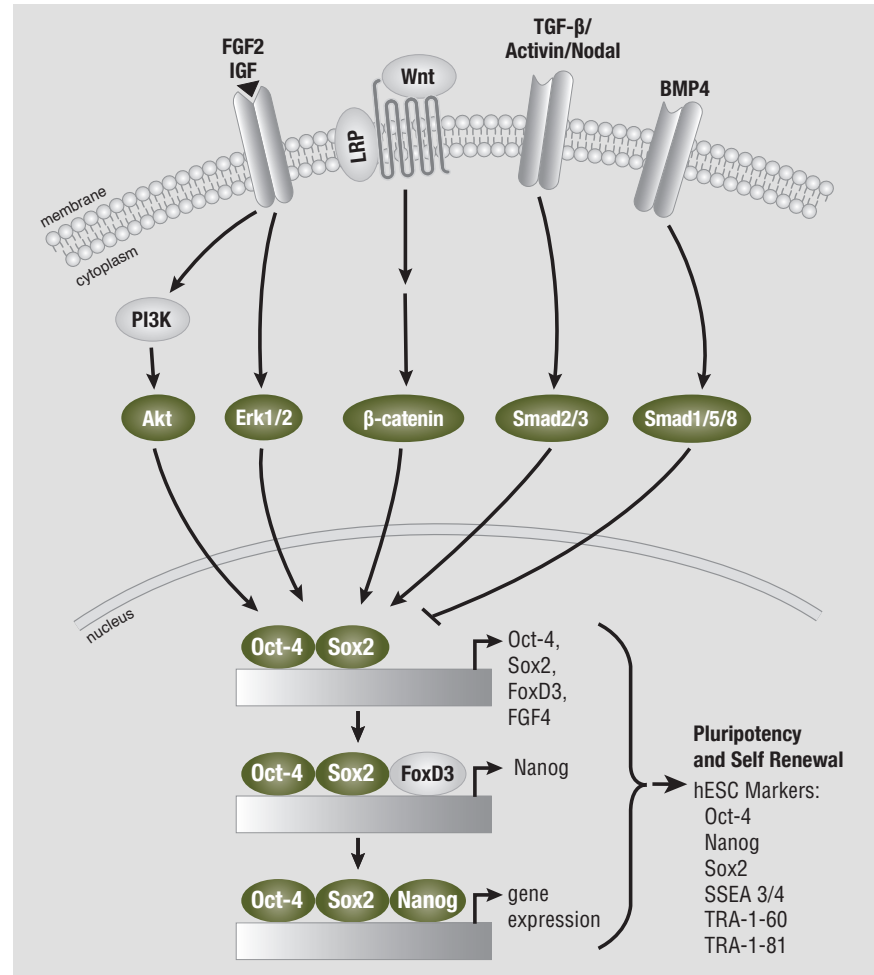 FGF2
IGF
Wnt
LRP
TGF-β/
Activin/Nodal
BMP4
membrane
cytoplasm
PI3K
Akt
Erk1/2
β-catenin
Smad2/3
Smad1/5/8
nucleus
Oct-4
Sox2
Oct-4,
Sox2,
FoxD3,
FGF4
Oct-4
Sox2
FoxD3
Nanog
Oct-4
Sox2
Nanog
gene
expression
Pluripotency
and Self Renewal
hESC Markers:
Oct-4
Nanog
Sox2
SSEA 3/4
TRA-1-60
TRA-1-81